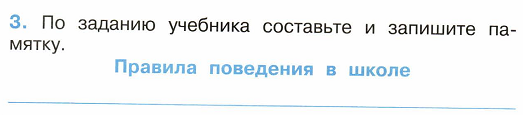 3. По заданию учебника составьте и запишите па-
мятку.
Правила поведения в школе